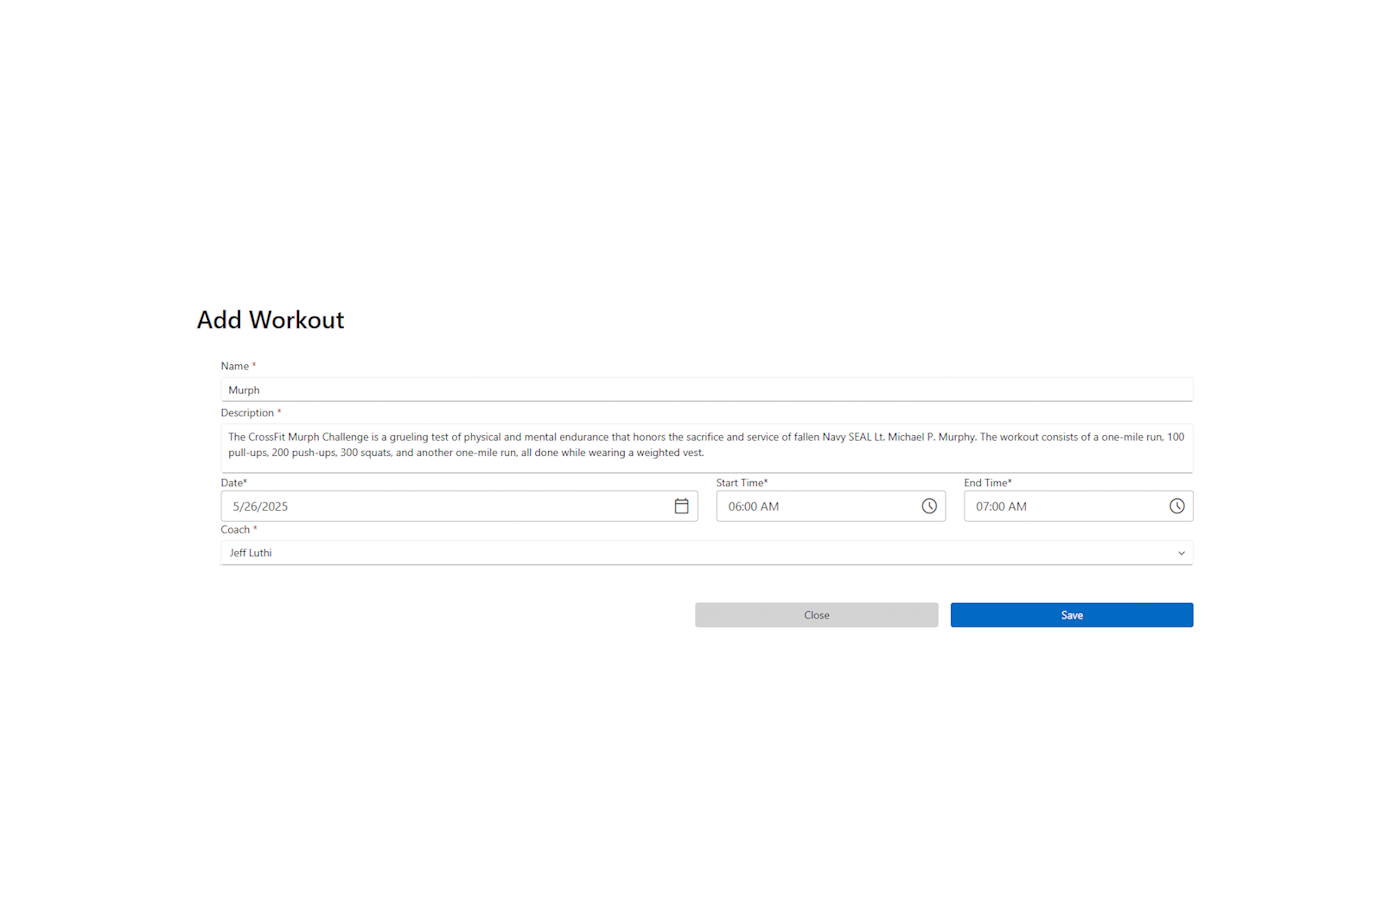 Add Workout
Name *
Murph
Description *
The CrossFit Murph Challenge is a grueling test of physical and mental endurance that honors the sacrifice and service of fallen Navy SEAL Lt. Michael P. Murphy. The workout consists of a one-mile run, 100
pull-ups, 200 push-ups, 300 squats, and another one-mile run, all done while wearing a weighted vest.
Date* Start Time* End Time*
5/26/2025 06:00 AM 07:00 AM
Coach *
Jeff Luthi
Close Save